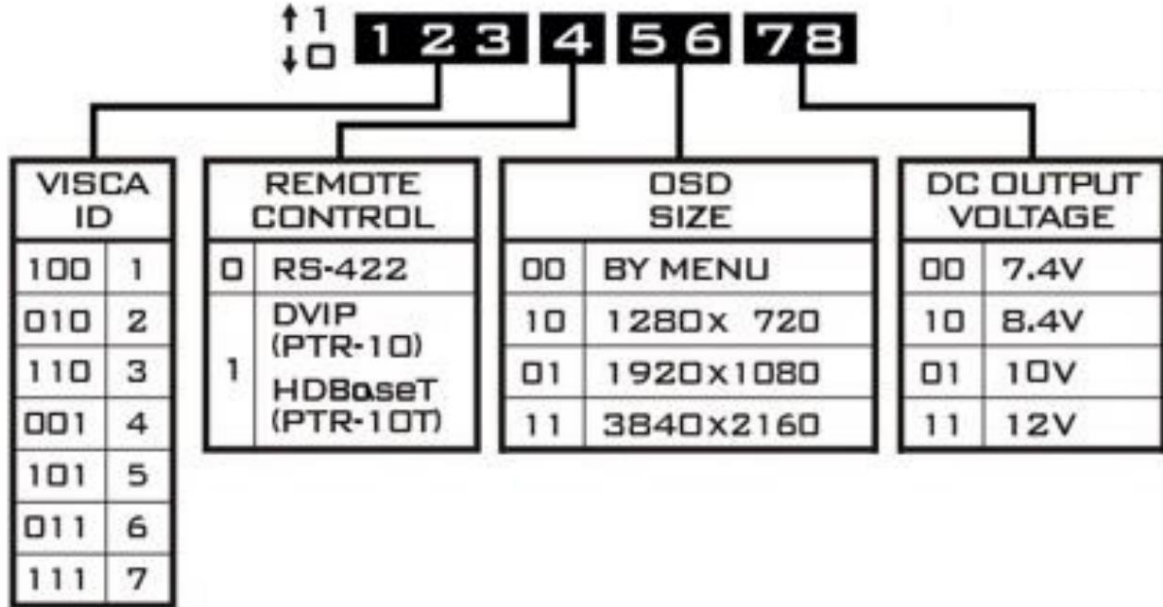 ↑ 1
↓ 0
1 2 3 4 5 6 7 8
VISCA
ID
100 1
010 2
110 3
001 4
101 5
011 6
111 7
REMOTE
CONTROL
0 RS-422
1 DVIP
(PTR-10)
HDBaseT
(PTR-10T)
OSD
SIZE
00 BY MENU
10 1280x 720
01 1920x1080
11 3840x2160
DC OUTPUT
VOLTAGE
00 7.4V
10 8.4V
01 10V
11 12V